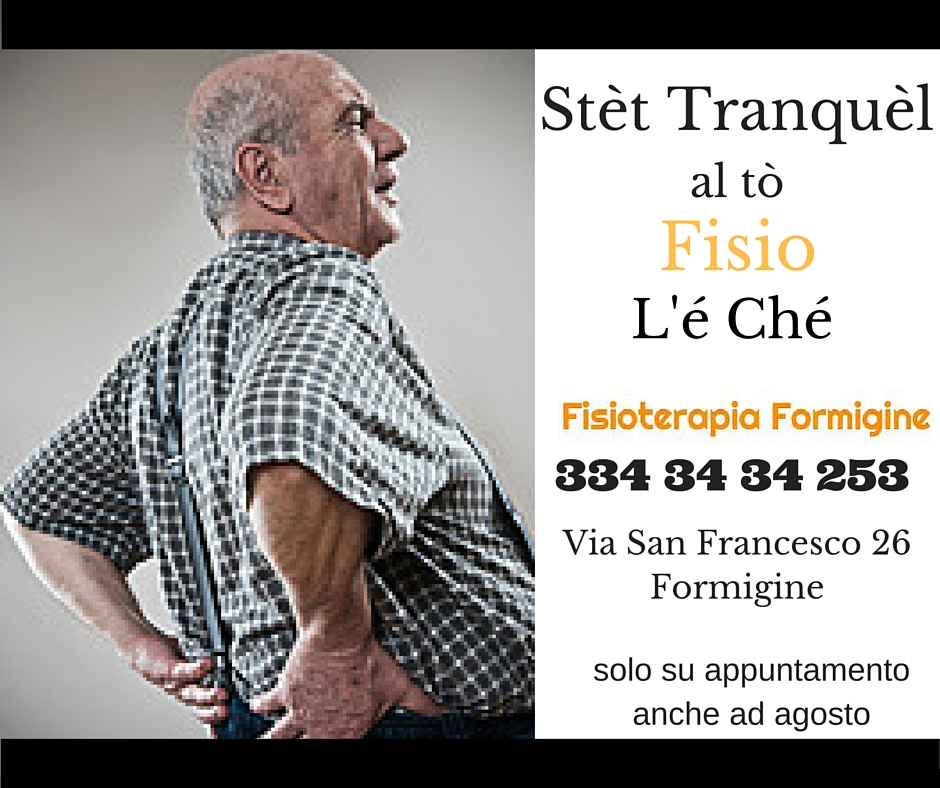 Stèt Tranquèl
al tò
Fisio
L'é Ché
Fisioterapia Formigine
334 34 34 253
Via San Francesco 26
Formigine
solo su appuntamento
anche ad agosto